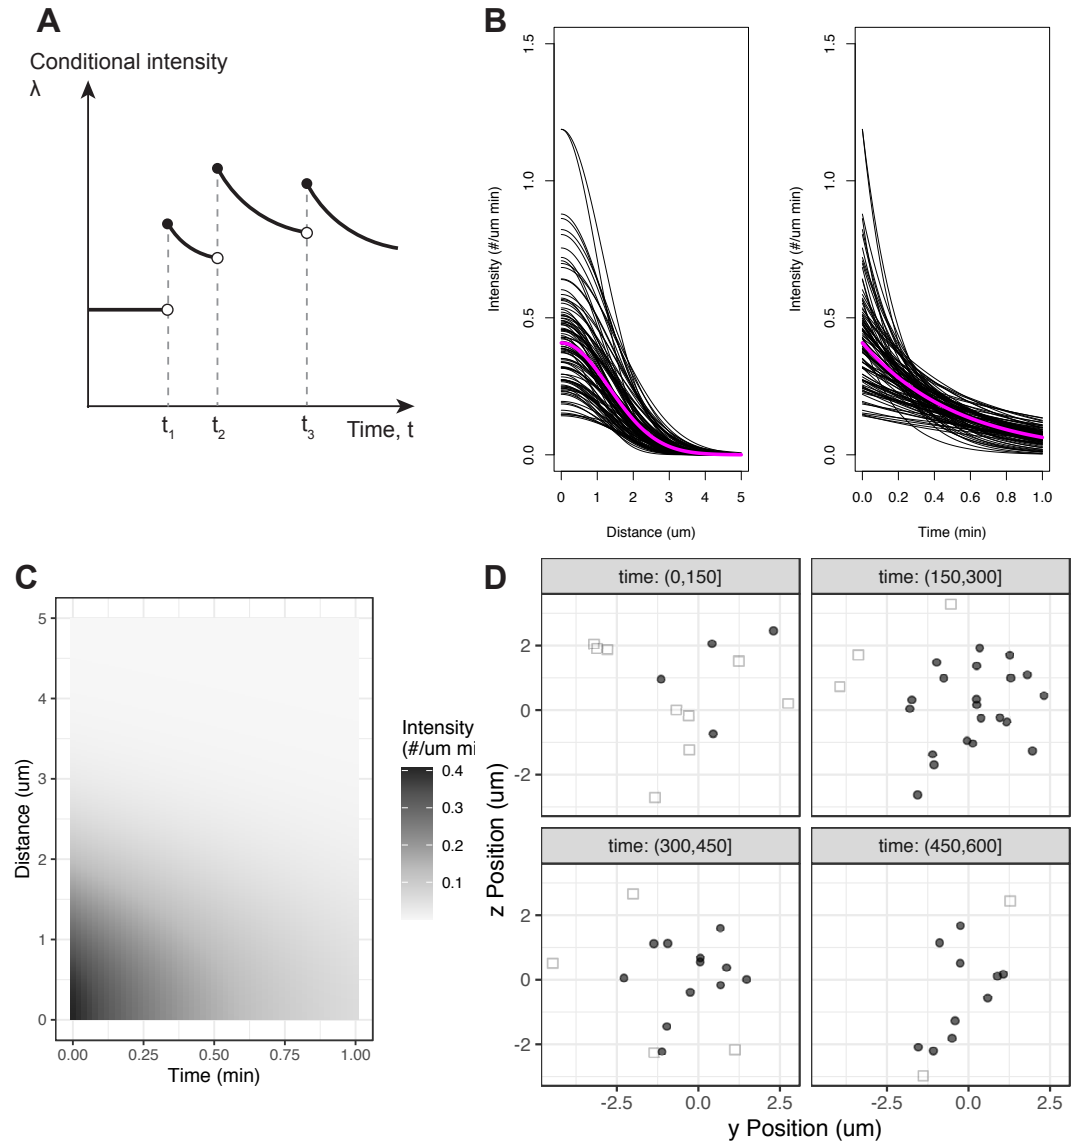 A
Conditional intensity
λ
t1 t2 t3 Time, t
B
1.5
1.0
0.5
0.0
Intensity (#/um min)
0 1 2 3 4 5
Distance (um)
1.5
1.0
0.5
0.0
Intensity (#/um min)
0.0 0.2 0.4 0.6 0.8 1.0
Time (min)
C
5
4
3
2
1
0
Distance (um)
0.00 0.25 0.50 0.75 1.00
Time (min)
Intensity
(#/um mi
0.4
0.3
0.2
0.1
D
time: (0,150] time: (150,300]
2
0
-2
time: (300,450] time: (450,600]
2
0
-2
z Position (um)
-2.5 0.0 2.5 -2.5 0.0 2.5
y Position (um)